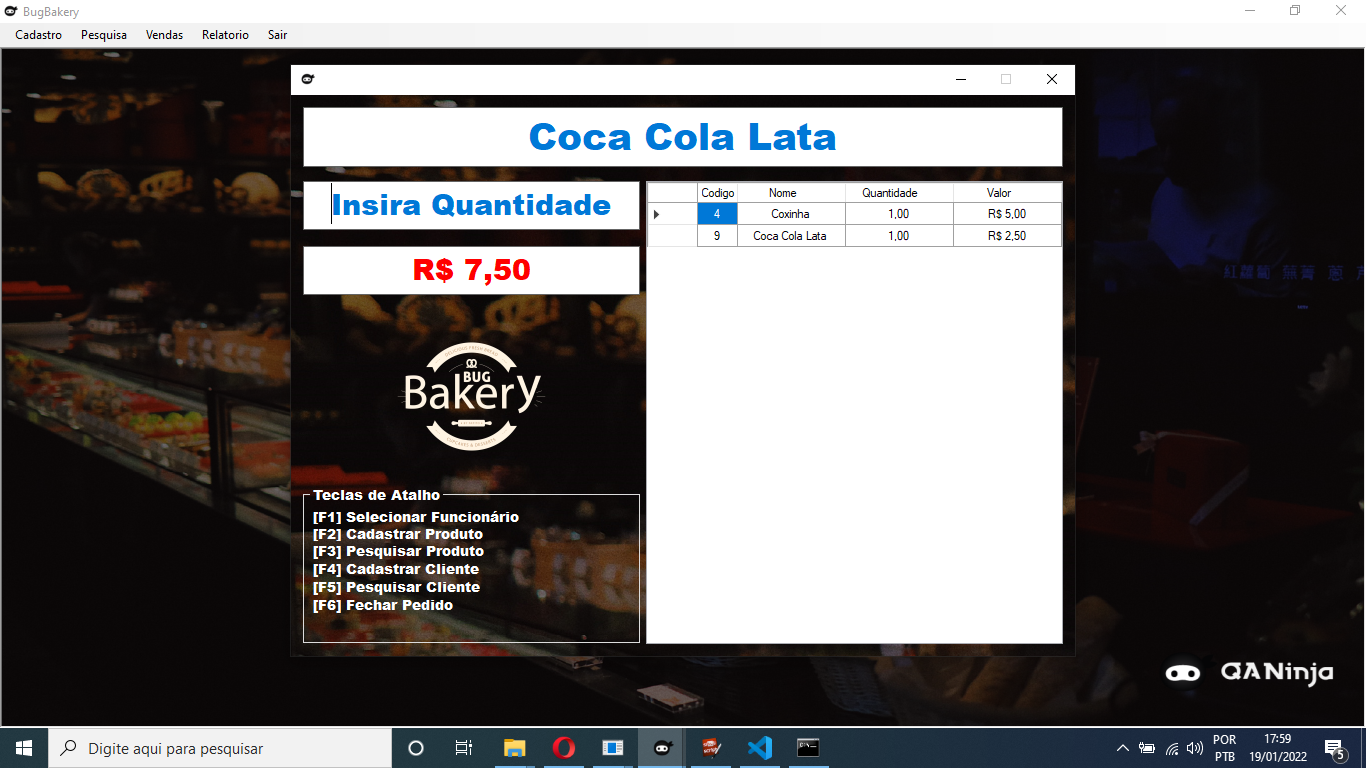 BugBakery
Cadastro Pesquisa Vendas Relatorio Sair
Coca Cola Lata
Insira Quantidade
R$ 7,50
Codigo Nome Quantidade Valor
4 Coxinha 1,00 R$ 5,00
9 Coca Cola Lata 1,00 R$ 2,50
BUG
Bakery
Teclas de Atalho
[F1] Selecionar Funcionário
[F2] Cadastrar Produto
[F3] Pesquisar Produto
[F4] Cadastrar Cliente
[F5] Pesquisar Cliente
[F6] Fechar Pedido
QANinja
Digite aqui para pesquisar
POR
PTB
17:59
19/01/2022
5